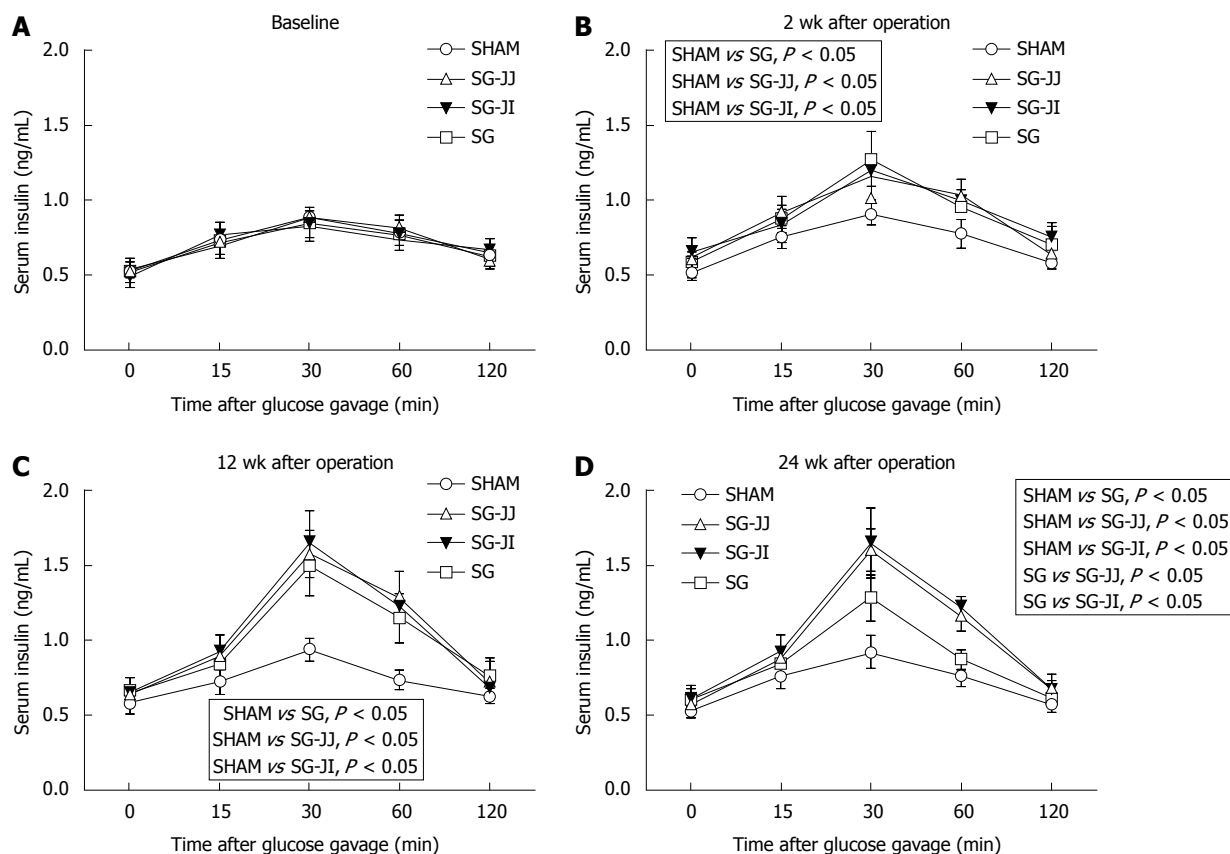 A
Baseline
2.0
1.5
1.0
0.5
0.0
Serum insulin (ng/mL)
SHAM
SG-JJ
SG-JI
SG
0 15 30 60 120
Time after glucose gavage (min)
B
2 wk after operation
2.0
1.5
1.0
0.5
0.0
Serum insulin (ng/mL)
SHAM vs SG, P < 0.05
SHAM vs SG-JJ, P < 0.05
SHAM vs SG-JI, P < 0.05
SHAM
SG-JJ
SG-JI
SG
0 15 30 60 120
Time after glucose gavage (min)
C
12 wk after operation
2.0
1.5
1.0
0.5
0.0
Serum insulin (ng/mL)
SHAM
SG-JJ
SG-JI
SG
SHAM vs SG, P < 0.05
SHAM vs SG-JJ, P < 0.05
SHAM vs SG-JI, P < 0.05
0 15 30 60 120
Time after glucose gavage (min)
D
24 wk after operation
2.0
1.5
1.0
0.5
0.0
Serum insulin (ng/mL)
SHAM
SG-JJ
SG-JI
SG
SHAM vs SG, P < 0.05
SHAM vs SG-JJ, P < 0.05
SHAM vs SG-JI, P < 0.05
SG vs SG-JJ, P < 0.05
SG vs SG-JI, P < 0.05
0 15 30 60 120
Time after glucose gavage (min)